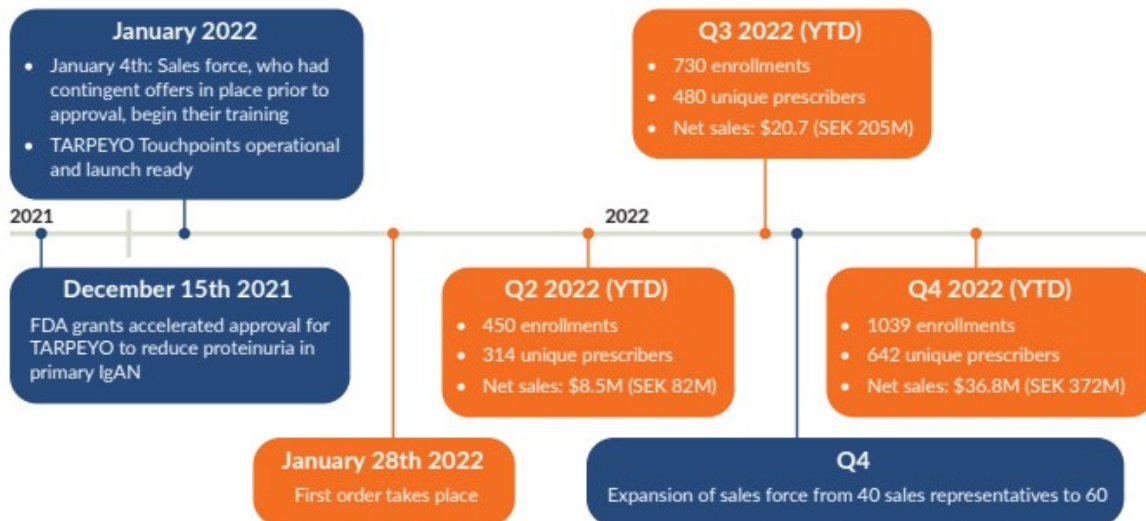 January 2022
• January 4th: Sales force, who had
contingent offers in place prior to
approval, begin their training
• TARPEYO Touchpoints operational
and launch ready
Q3 2022 (YTD)
• 730 enrollments
• 480 unique prescribers
• Net sales: $20.7 (SEK 205M)
2021
2022
December 15th 2021
FDA grants accelerated approval for
TARPEYO to reduce proteinuria in
primary IgAN
Q2 2022 (YTD)
• 450 enrollments
• 314 unique prescribers
• Net sales: $8.5M (SEK 82M)
Q4 2022 (YTD)
• 1039 enrollments
• 642 unique prescribers
• Net sales: $36.8M (SEK 372M)
January 28th 2022
First order takes place
Q4
Expansion of sales force from 40 sales representatives to 60